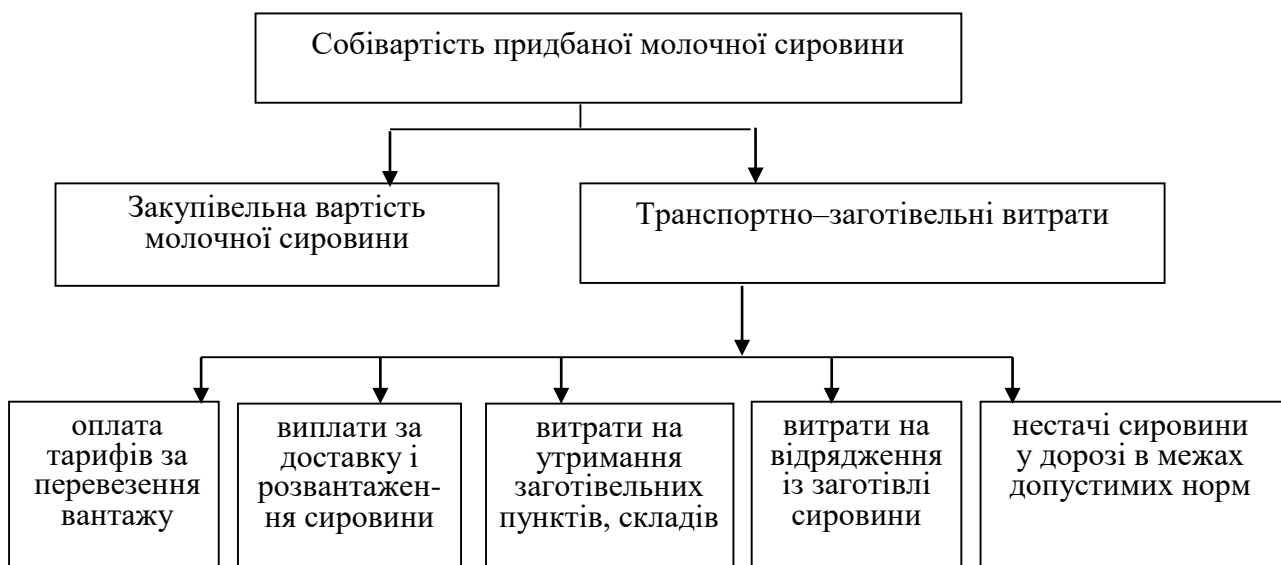 Собівартість придбаної молочної сировини
Закупівельна вартість
молочної сировини
Транспортно–заготівельні витрати
оплата
тарифів за
перевезення
вантажу
виплати за
доставку і
розвантажен-
ня сировини
витрати на
утримання
заготівельних
пунктів, складів
витрати на
відрядження
із заготівлі
сировини
нестачі сировини
у дорозі в межах
допустимих норм